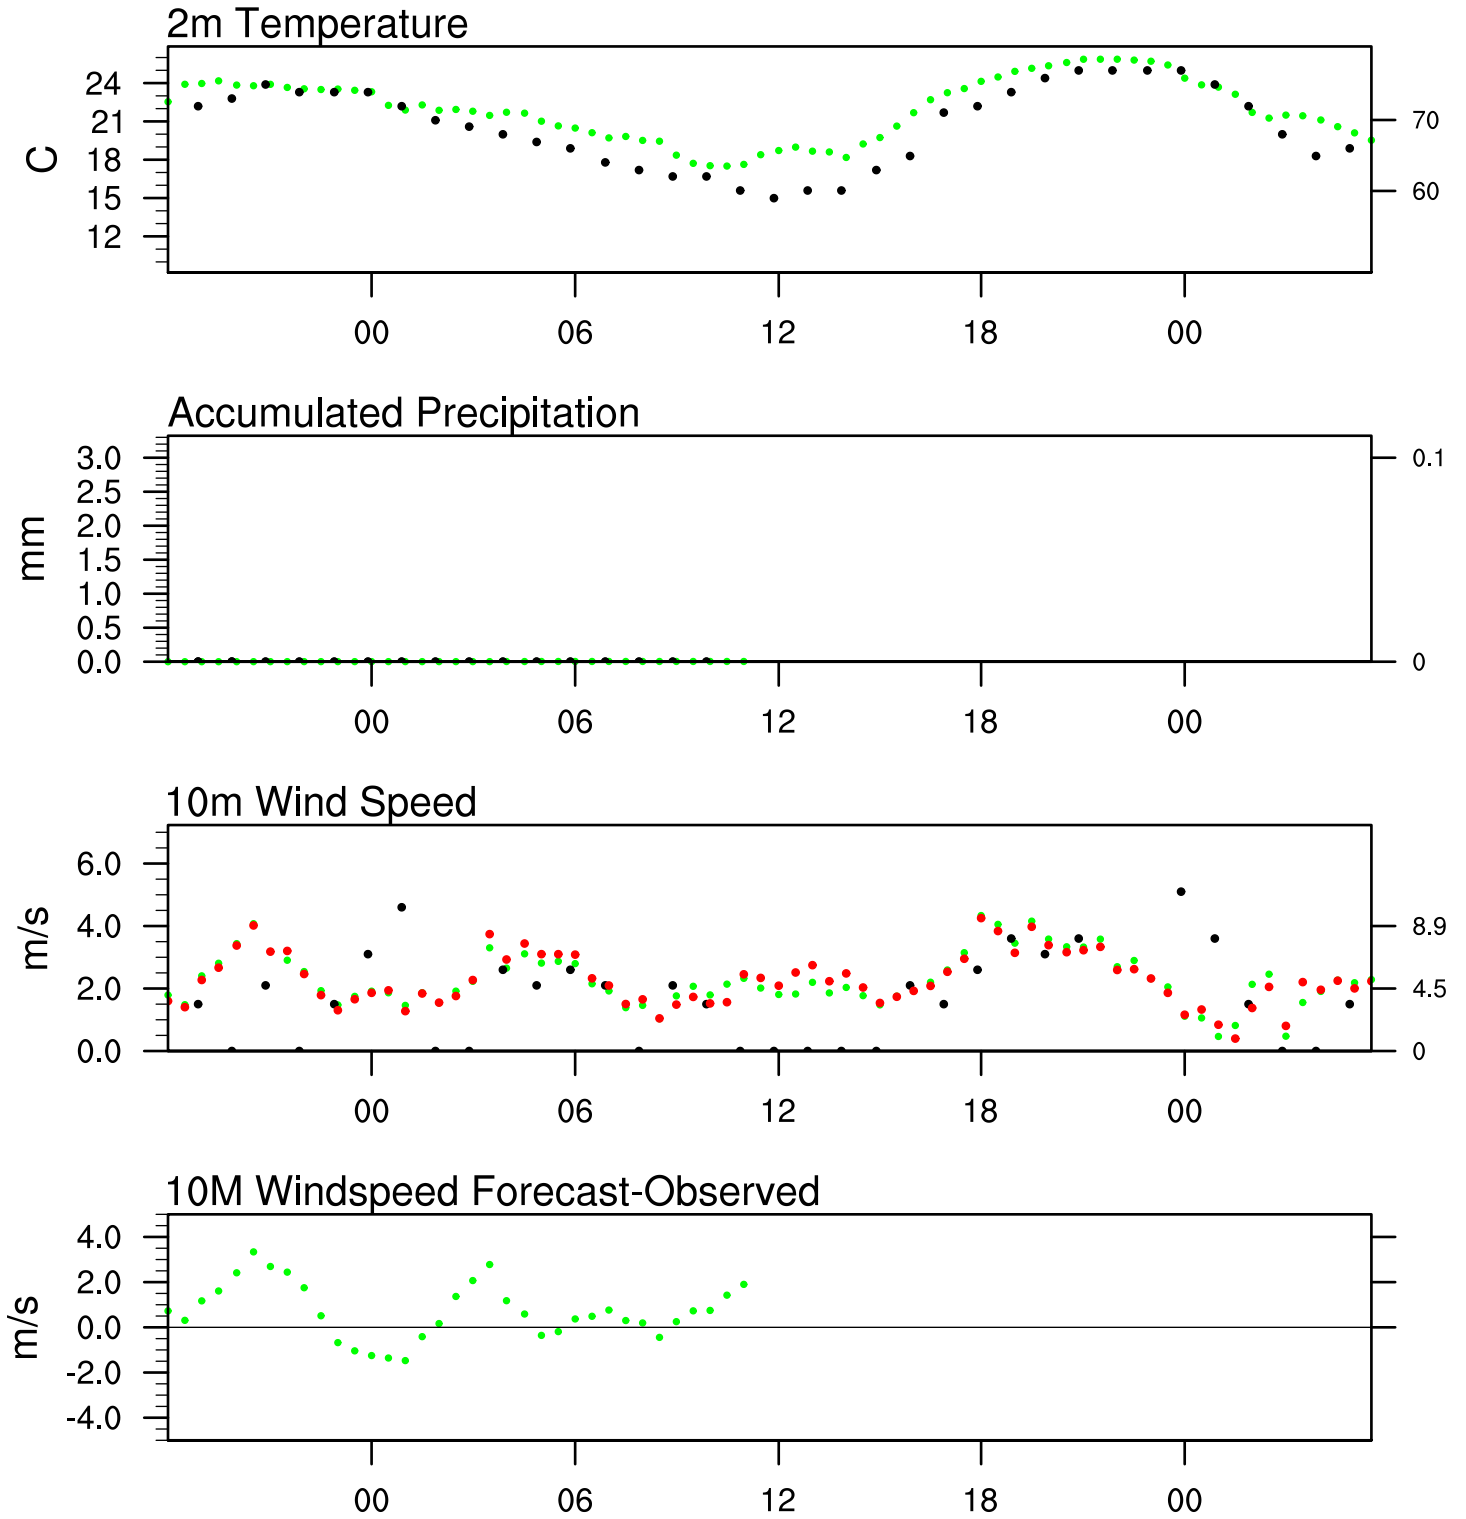 2m Temperature
24
21
18
15
12
C
70
60
00 06 12 18 00
Accumulated Precipitation
3.0
2.5
2.0
1.5
1.0
0.5
0.0
mm
0.1
0
00 06 12 18 00
10m Wind Speed
6.0
4.0
2.0
0.0
m/s
8.9
4.5
0
00 06 12 18 00
10M Windspeed Forecast-Observed
4.0
2.0
0.0
-2.0
-4.0
m/s
00 06 12 18 00